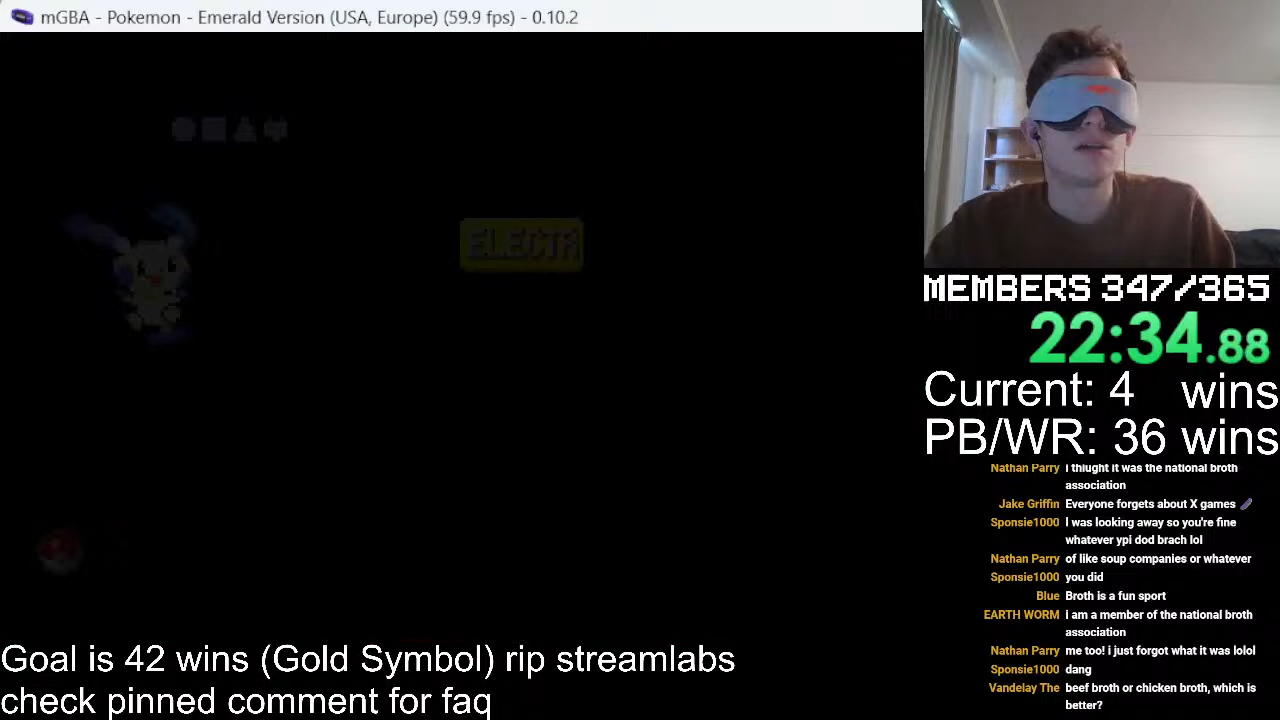 mGBA - Pokemon - Emerald Version (USA, Europe) (59.9 fps) - 0.10.2
ELECTR
MEMBERS 347/365
22:34.88
Current: 4 wins
PB/WR: 36 wins
Nathan Parry i thiught it was the national broth
association
Jake Griffin Everyone forgets about X games
Sponsie1000 I was looking away so you're fine
whatever ypi dod brach lol
Nathan Parry of like soup companies or whatever
Sponsie1000 you did
Blue Broth is a fun sport
EARTH WORM i am a member of the national broth
association
Nathan Parry me too! i just forgot what it was lolol
Sponsie1000 dang
Vandelay The beef broth or chicken broth, which is
better?
Goal is 42 wins (Gold Symbol) rip streamlabs
check pinned comment for faq